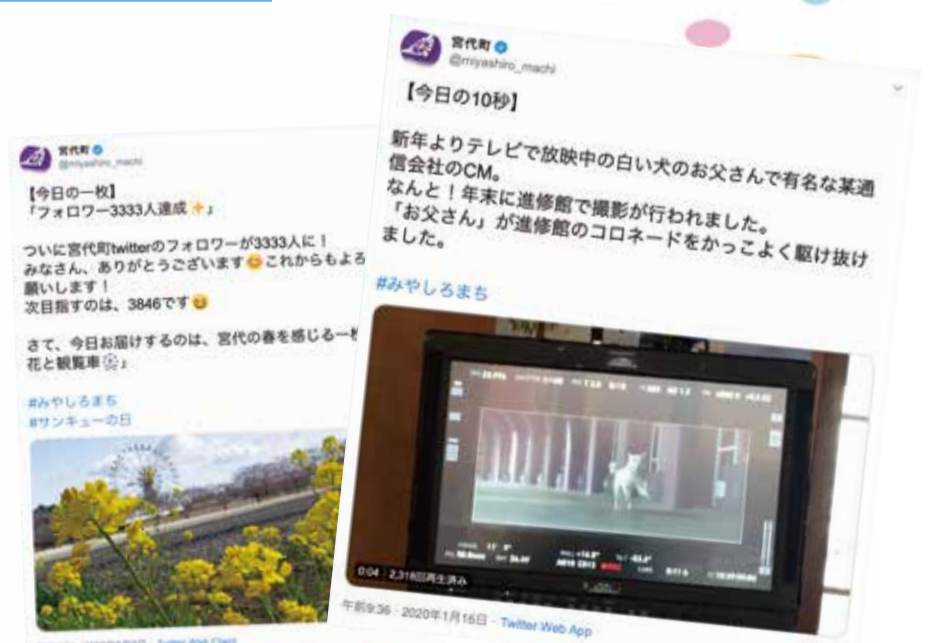 宮代町
@miyashiro_machi
【今日の一枚】
「フォロワー3333人達成✨」
ついに宮代町twitterのフォロワーが3333人に！
みなさん、ありがとうございます😊これからもよろ
願いします！
次目指すのは、3846です😆
さて、今日お届けするのは、宮代の春を感じる一枚
花と観覧車🎡」
#みやしろまち
#サンキューの日
宮代町
@miyashiro_machi
【今日の10秒】
新年よりテレビで放映中の白い犬のお父さんで有名な某通
信会社のCM。
なんと！年末に進修館で撮影が行われました。
「お父さん」が進修館のコロネードをかっこよく駆け抜け
ました。
#みやしろまち
0:04 2,318回再生済み
午前9:36 · 2020年1月16日 · Twitter Web App